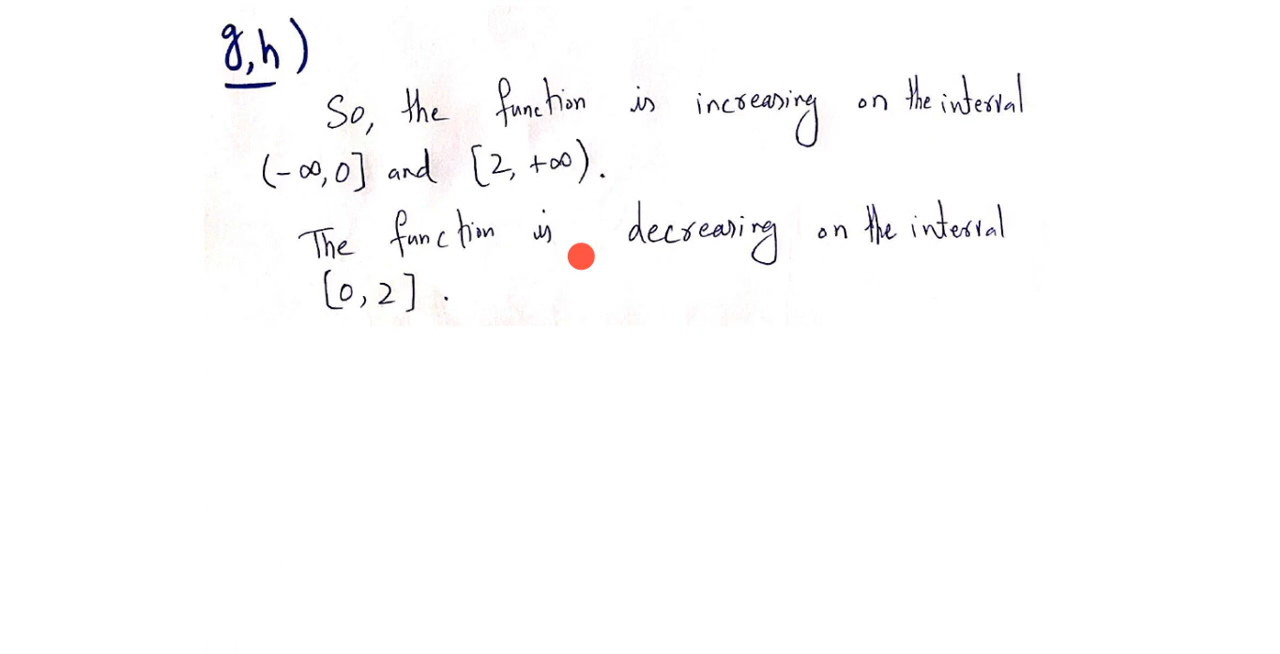 g,h)
So, the function is increasing on the interval
(-∞,0] and [2, +∞).
The function is decreasing on the interval
[0,2].